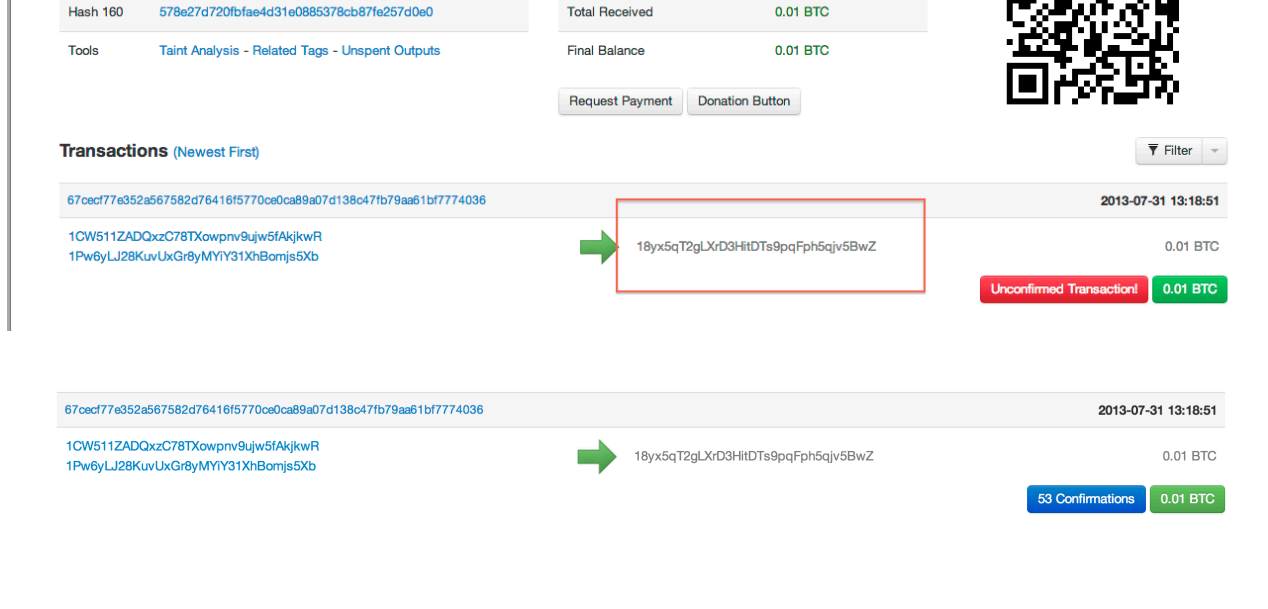 Hash 160 578e27d720fbfae4d31e0885378cb87fe257d0e0 Total Received 0.01 BTC
Tools Taint Analysis - Related Tags - Unspent Outputs Final Balance 0.01 BTC
Request Payment Donation Button
Transactions (Newest First) Filter
67cecf77e352a567582d76416f5770ce0ca89a07d138c47fb79aa61bf7774036 2013-07-31 13:18:51
1CW511ZADQxzC78TXowpnv9ujw5fAkjkwR
18yx5qT2gLXrD3HitDTs9pqFph5qjv5BwZ 0.01 BTC
1Pw6yLJ28KuvUxGr8yMYiY31XhBomjs5Xb
Unconfirmed Transaction! 0.01 BTC
67cecf77e352a567582d76416f5770ce0ca89a07d138c47fb79aa61bf7774036 2013-07-31 13:18:51
1CW511ZADQxzC78TXowpnv9ujw5fAkjkwR
18yx5qT2gLXrD3HitDTs9pqFph5qjv5BwZ 0.01 BTC
1Pw6yLJ28KuvUxGr8yMYiY31XhBomjs5Xb
53 Confirmations 0.01 BTC